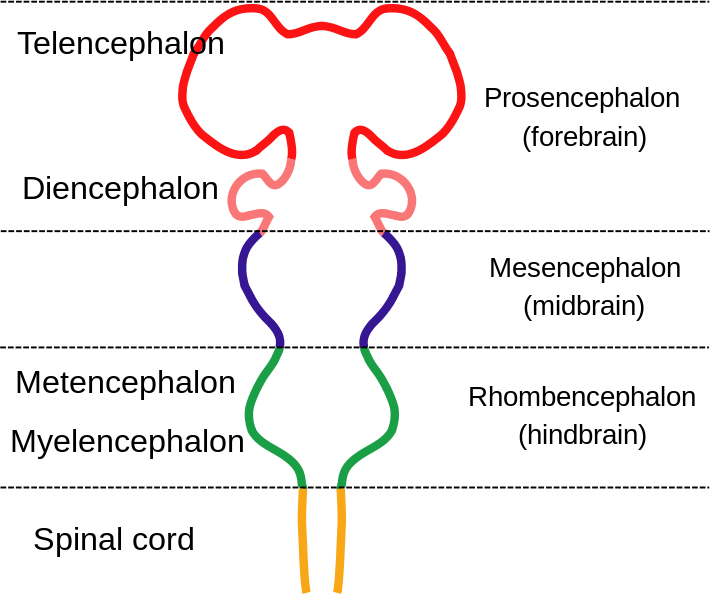 Telencephalon
Prosencephalon
(forebrain)
Diencephalon
Mesencephalon
(midbrain)
Metencephalon
Rhombencephalon
(hindbrain)
Myelencephalon
Spinal cord